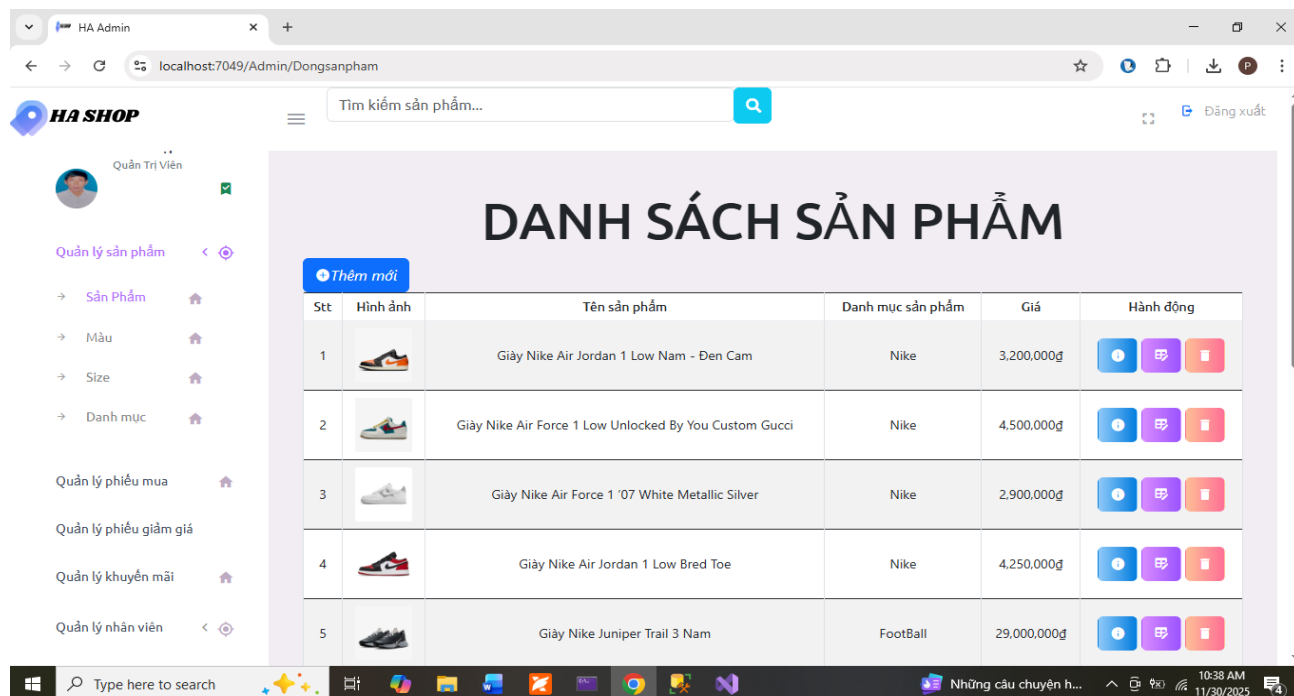 HA Admin
localhost:7049/Admin/Dongsanpham
P
HA SHOP
Tìm kiếm sản phẩm...
Đăng xuất
Quản Trị Viên
Quản lý sản phẩm
Sản Phẩm
Màu
Size
Danh mục
Quản lý phiếu mua
Quản lý phiếu giảm giá
Quản lý khuyến mãi
Quản lý nhân viên
DANH SÁCH SẢN PHẨM
Thêm mới
Stt Hình ảnh Tên sản phẩm Danh mục sản phẩm Giá Hành động
1 Giày Nike Air Jordan 1 Low Nam - Đen Cam Nike 3,200,000₫
2 Giày Nike Air Force 1 Low Unlocked By You Custom Gucci Nike 4,500,000₫
3 Giày Nike Air Force 1 ’07 White Metallic Silver Nike 2,900,000₫
4 Giày Nike Air Jordan 1 Low Bred Toe Nike 4,250,000₫
5 Giày Nike Juniper Trail 3 Nam FootBall 29,000,000₫
Type here to search
Những câu chuyện h...
10:38 AM
11/30/2025
4